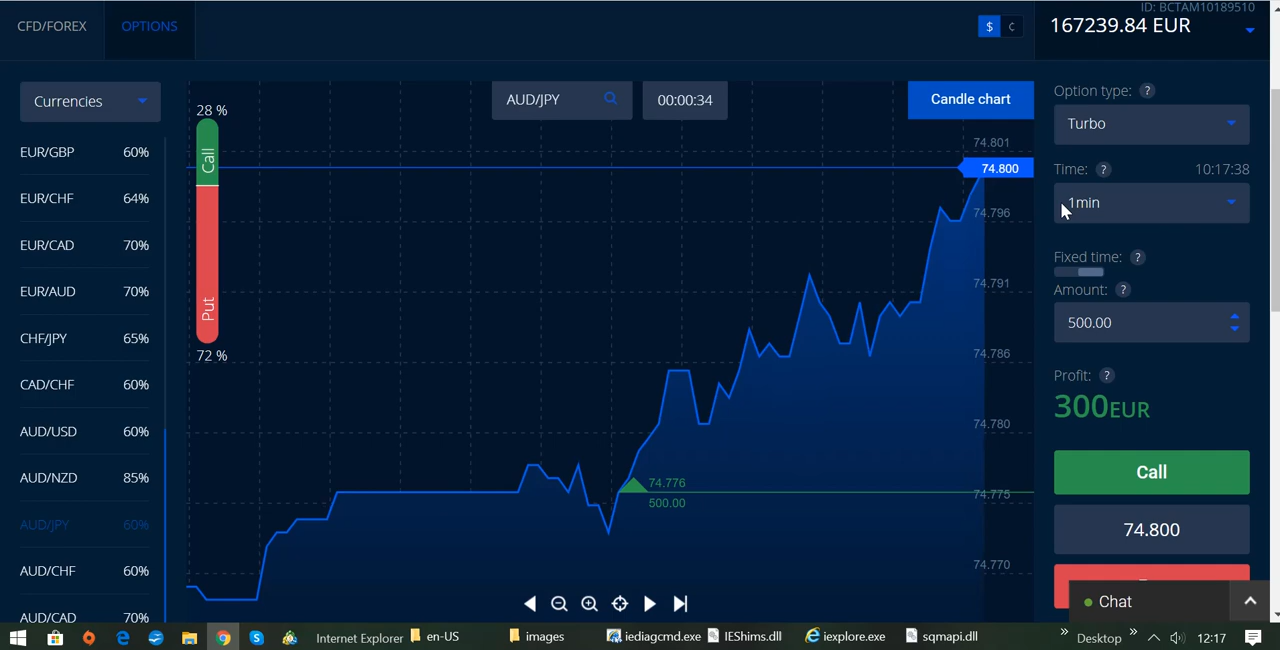 CFD/FOREX
OPTIONS
$
¢
ID: BCTAM10189510
167239.84 EUR
Currencies
EUR/GBP 60%
EUR/CHF 64%
EUR/CAD 70%
EUR/AUD 70%
CHF/JPY 65%
CAD/CHF 60%
AUD/USD 60%
AUD/NZD 85%
AUD/JPY 60%
AUD/CHF 60%
AUD/CAD 70%
28 %
Call
Put
72 %
AUD/JPY
00:00:34
Candle chart
74.801
74.800
74.796
74.791
74.786
74.780
74.775
74.770
74.776
500.00
Option type: ?
Turbo
Time: ? 10:17:38
1min
Fixed time: ?
Amount: ?
500.00
Profit: ?
300EUR
Call
74.800
Chat
Internet Explorer
en-US
images
iediagcmd.exe
IEShims.dll
iexplore.exe
sqmapi.dll
Desktop
12:17